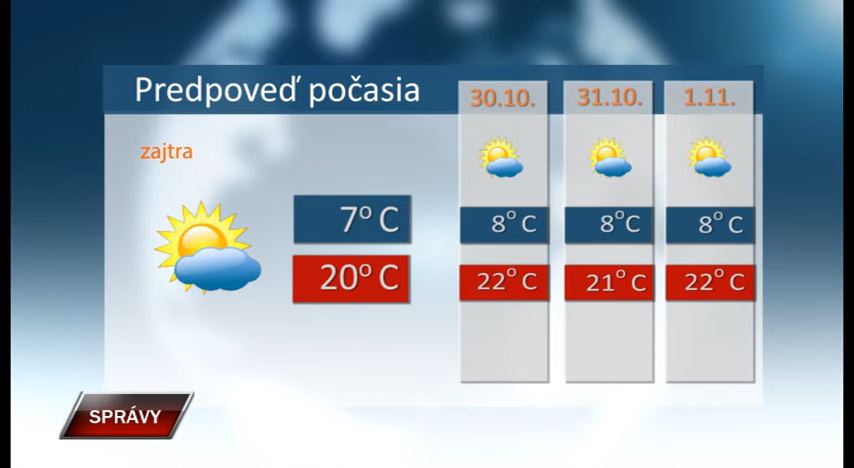 Predpoveď počasia
zajtra
7° C
20° C
30.10.
8° C
22° C
31.10.
8°C
21° C
1.11.
8° C
22° C
SPRÁVY